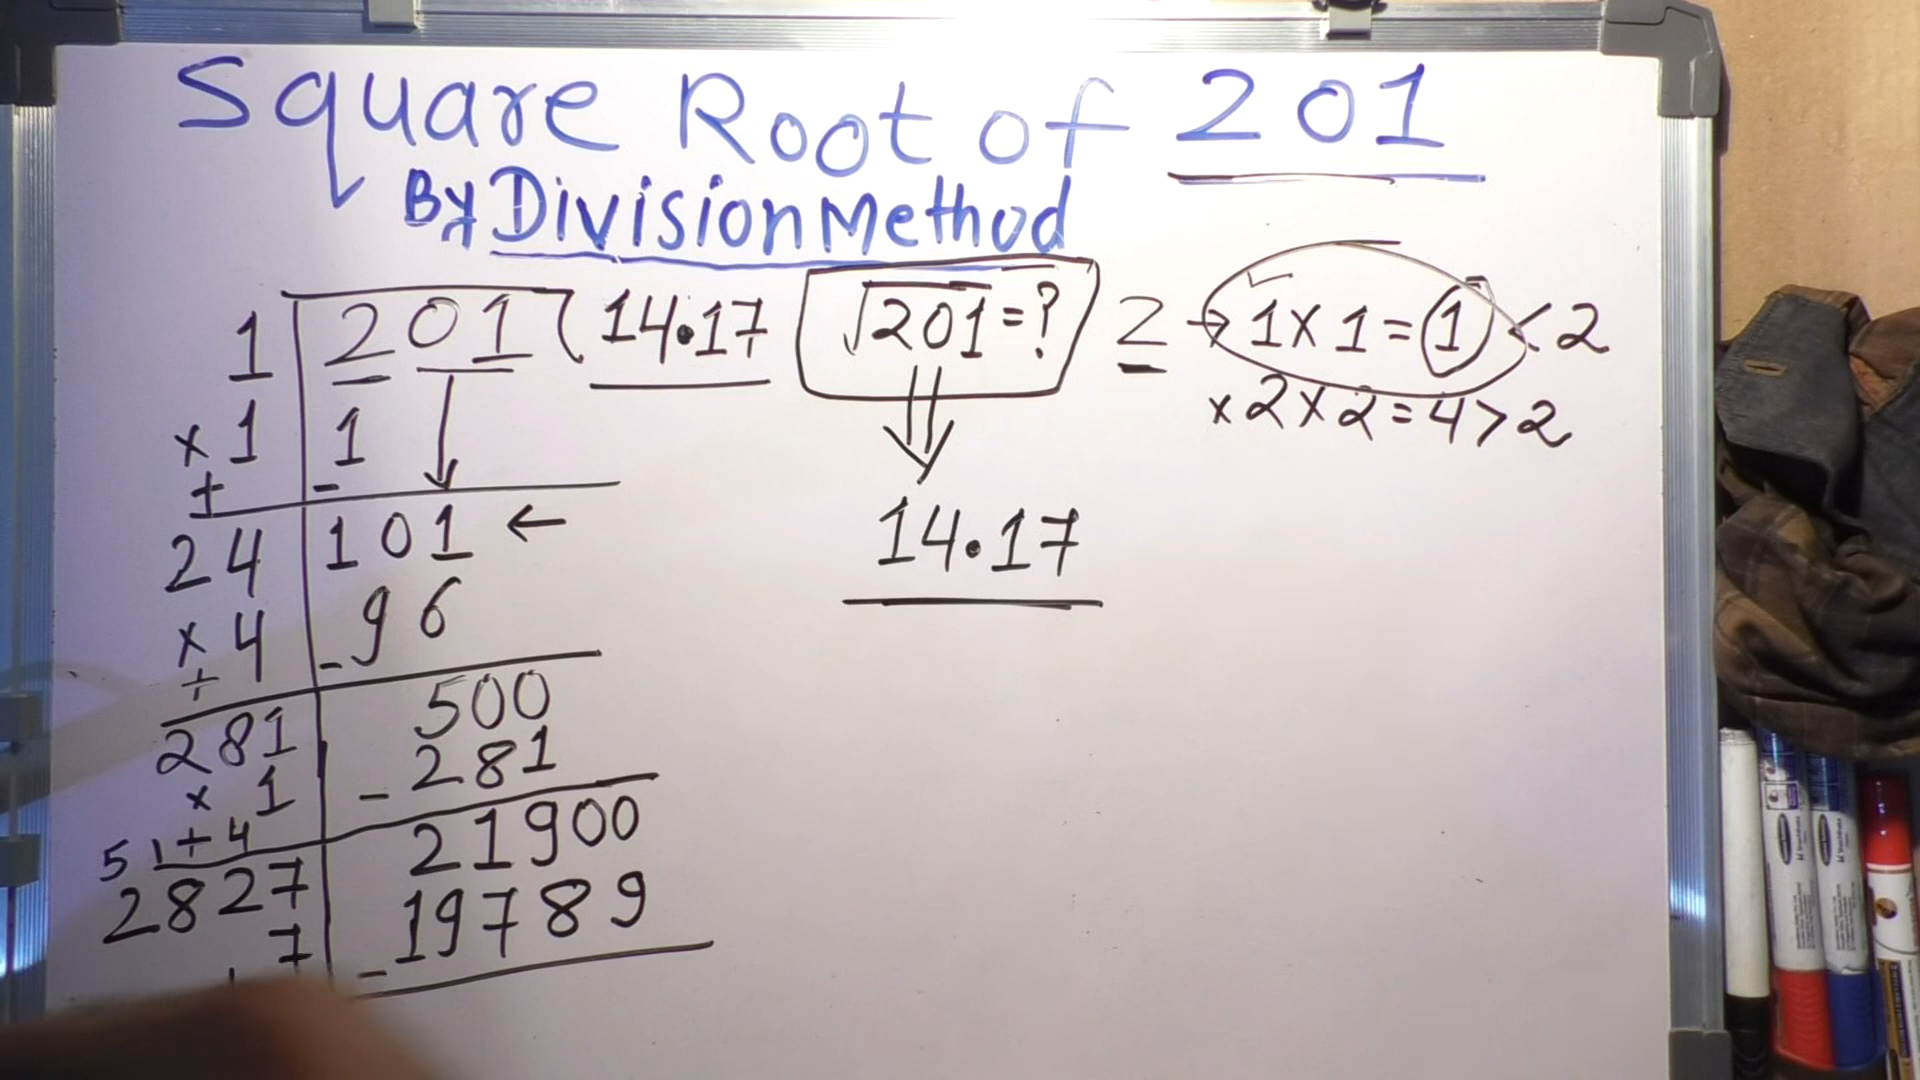 Square Root of 201
By Division Method
1 201 14.17 √201 = ? 2 → 1 × 1 = 1 < 2
× 2 × 2 = 4 > 2
× 1 1
+ -
24 101 ← 14.17
× 4 - 96
+
281 500
× 1 - 281
51 + 4
2827 21900
7 - 19789